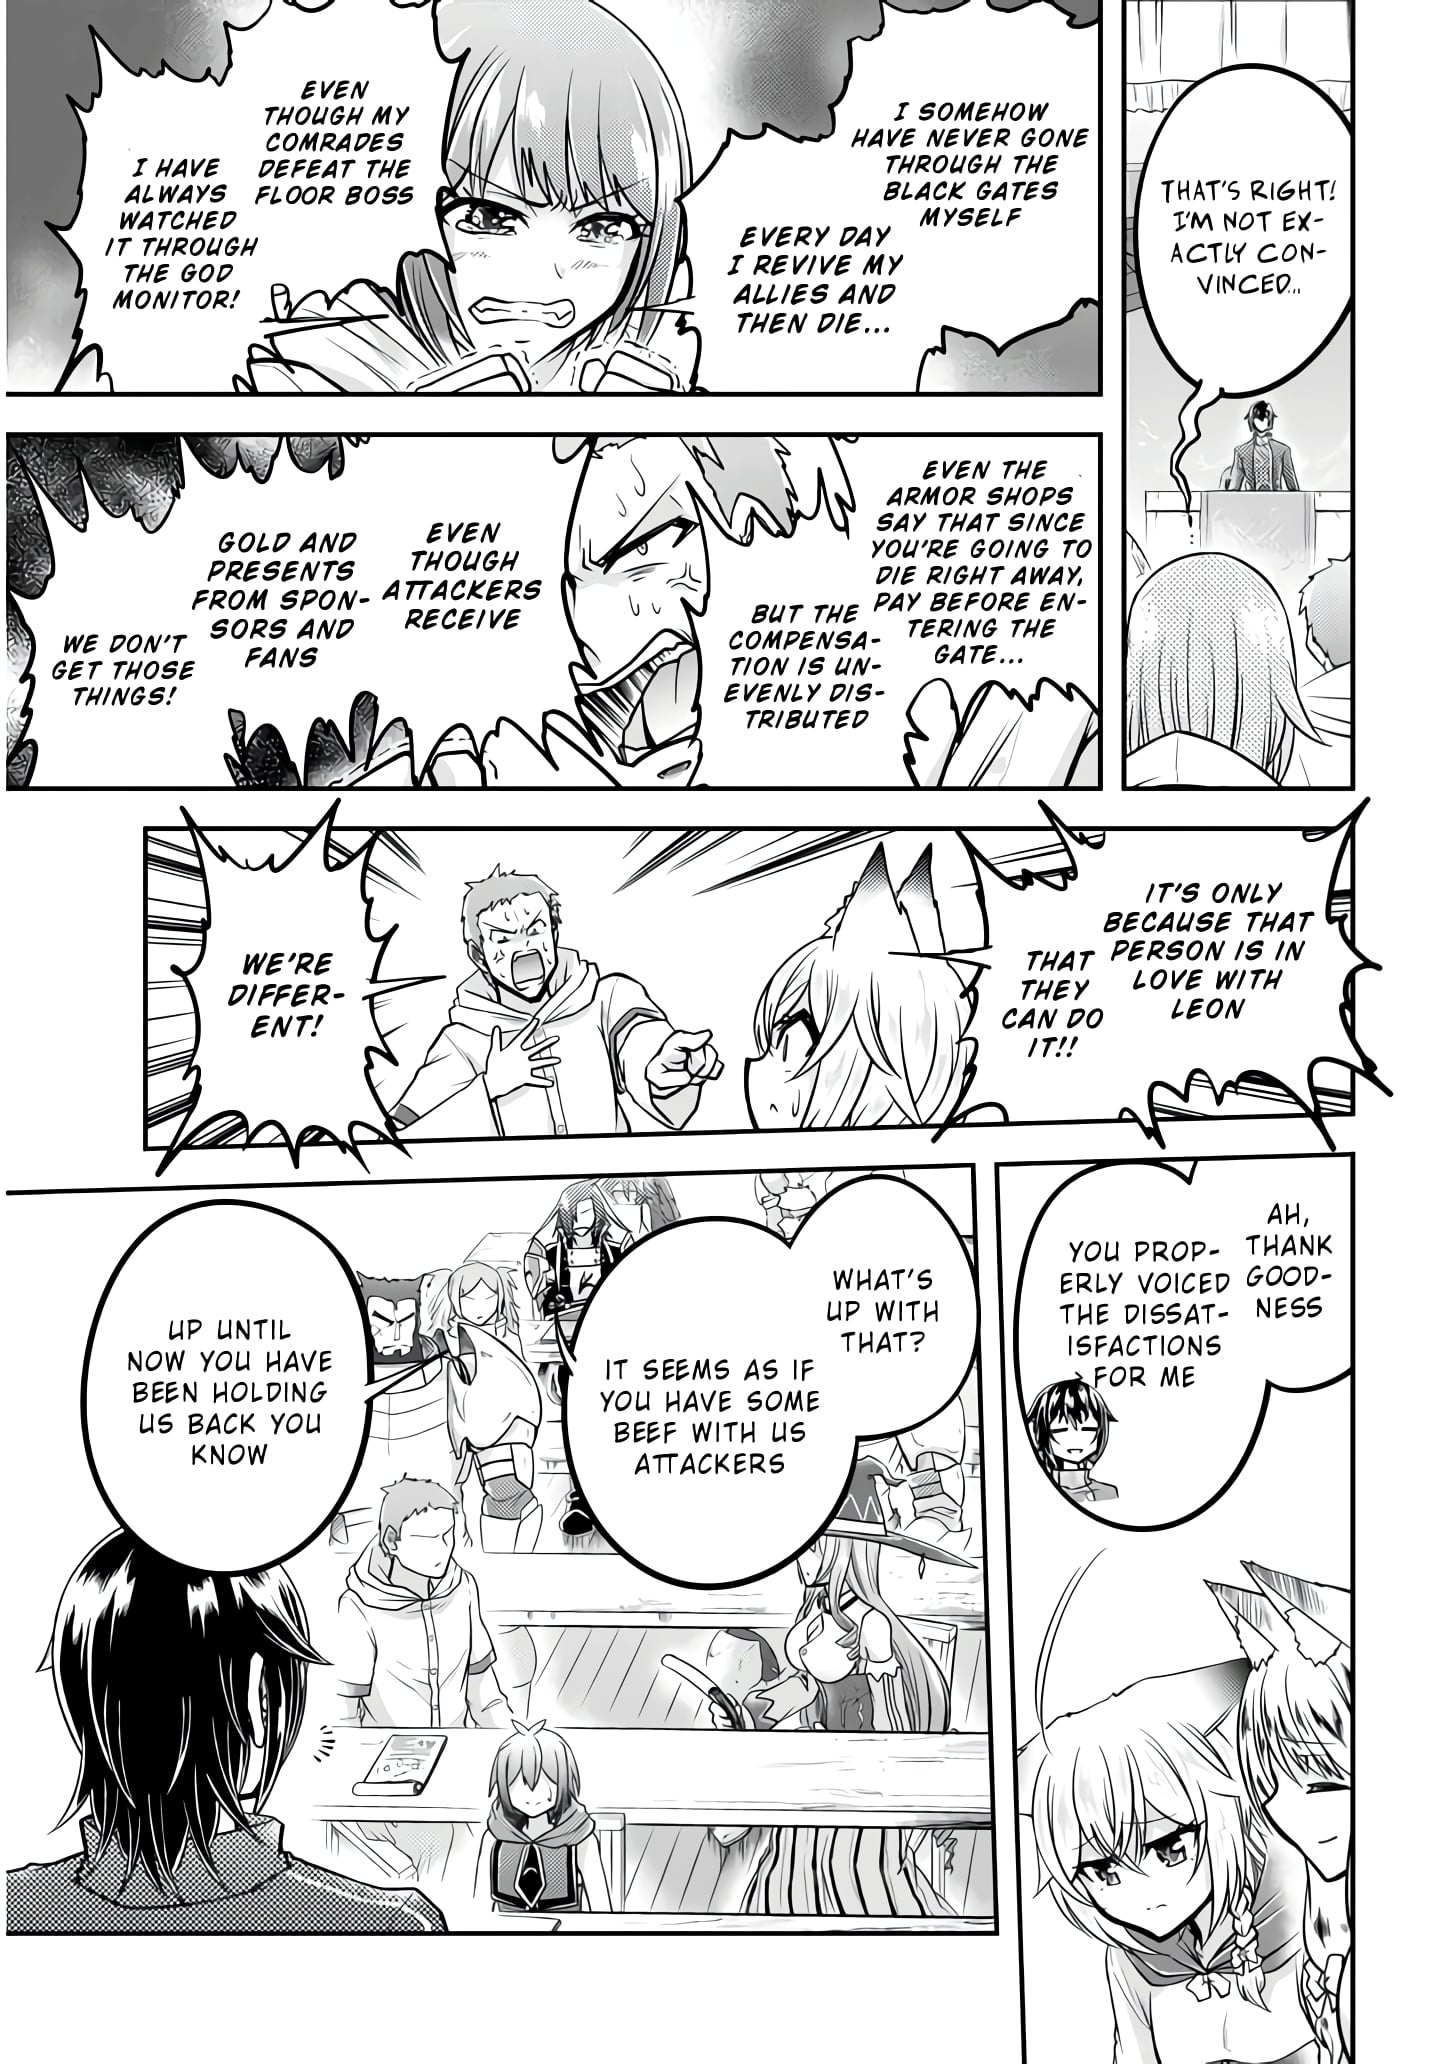 THAT'S RIGHT!
I'M NOT EX-
ACTLY CON-
VINCED...
I SOMEHOW
HAVE NEVER GONE
THROUGH THE
BLACK GATES
MYSELF
EVERY DAY
I REVIVE MY
ALLIES AND
THEN DIE...
EVEN
THOUGH MY
COMRADES
DEFEAT THE
FLOOR BOSS
I HAVE
ALWAYS
WATCHED
IT THROUGH
THE GOD
MONITOR!
EVEN THE
ARMOR SHOPS
SAY THAT SINCE
YOU'RE GOING TO
DIE RIGHT AWAY,
PAY BEFORE EN-
TERING THE
GATE...
BUT THE
COMPENSA-
TION IS UN-
EVENLY DIS-
TRIBUTED
EVEN
THOUGH
ATTACKERS
RECEIVE
GOLD AND
PRESENTS
FROM SPON-
SORS AND
FANS
WE DON'T
GET THOSE
THINGS!
IT'S ONLY
BECAUSE THAT
PERSON IS IN
LOVE WITH
LEON
THAT
THEY
CAN DO
IT!!
WE'RE
DIFFER-
ENT!
AH,
THANK
GOOD-
NESS
YOU PROP-
ERLY VOICED
THE DISSAT-
ISFACTIONS
FOR ME
WHAT'S
UP WITH
THAT?
IT SEEMS AS IF
YOU HAVE SOME
BEEF WITH US
ATTACKERS
UP UNTIL
NOW YOU HAVE
BEEN HOLDING
US BACK YOU
KNOW